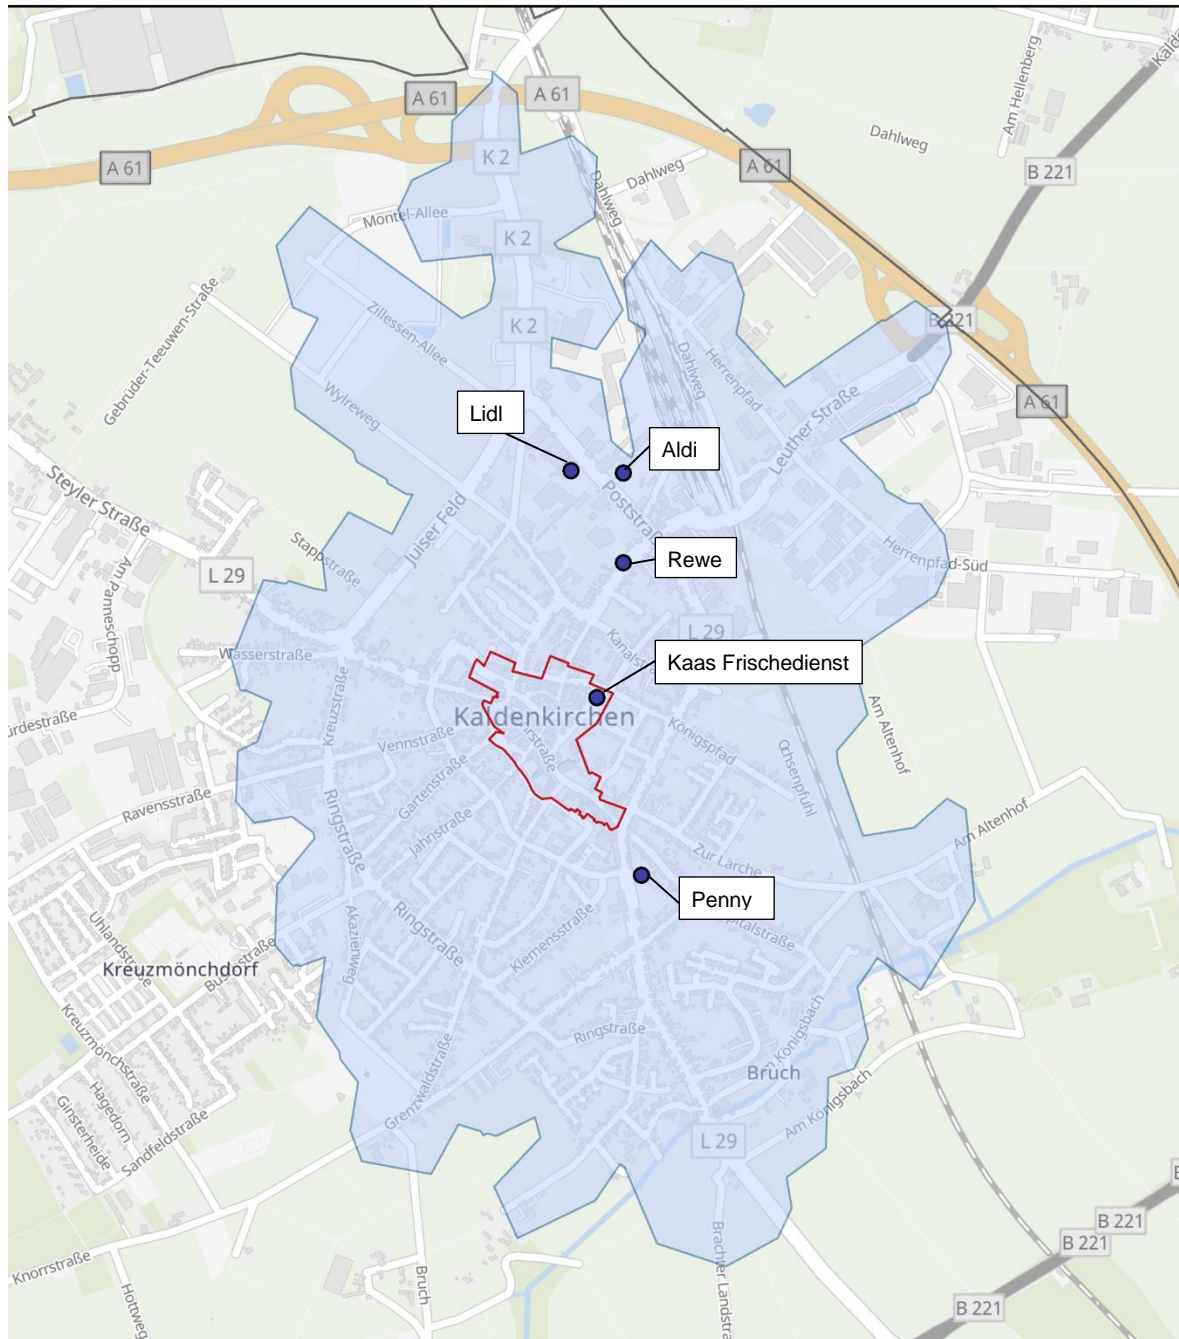 A 61
A 61
Am Hellenberg
K 2
Dahlweg
A 61
A 61
Dahlweg
Dahlweg
B 221
Montel-Allee
K 2
Gebrüder-Teeuwen-Straße
Zillessen-Allee
K 2
B 221
Dahlweg
Herrenpfad
Wylreweg
Lidl
Leuther Straße
A 61
Aldi
Steyler Straße
Juiser Feld
Poststraß
Stappstraße
Rewe
Herrenpfad-Süd
Am Panneschopp
L 29
Kanalstraße
L 29
Wasserstraße
Kaas Frischedienst
Kreuzstraße
Kaldenkirchen
Königspfad
Am Altenhof
Vennstraße
Ochsenpfuhl
Ravensstraße
Gartenstraße
Ringstraße
Jahnstraße
Am Altenhof
Zur Lärche
Penny
Uhlandstraße
Akazienweg
Ringstraße
Klemensstraße
Kreuzmönchdorf
Ringstraße
Kreuzmönchstraße
Bruch
Am Königsbach
Hagedorn
Grenzwaldstraße
Am Königsbach
Ginsterheide
Sandfeldstraße
L 29
B 221
B 221
Knorrstraße
Bruch
Brachter Landstra
Hottweg
B 221